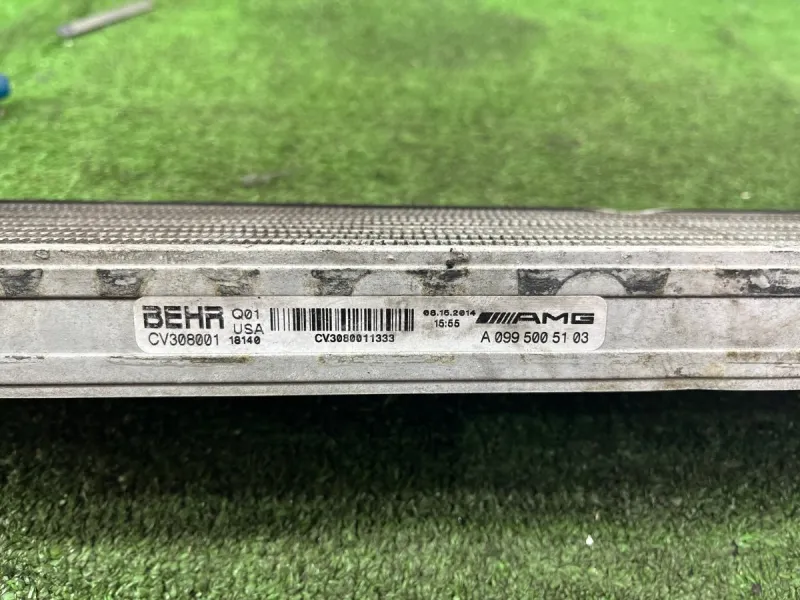 BEHR Q01 USA
CV308001 18140
CV3080011333
08.15.2014
15:55
AMG
A 099 500 51 03